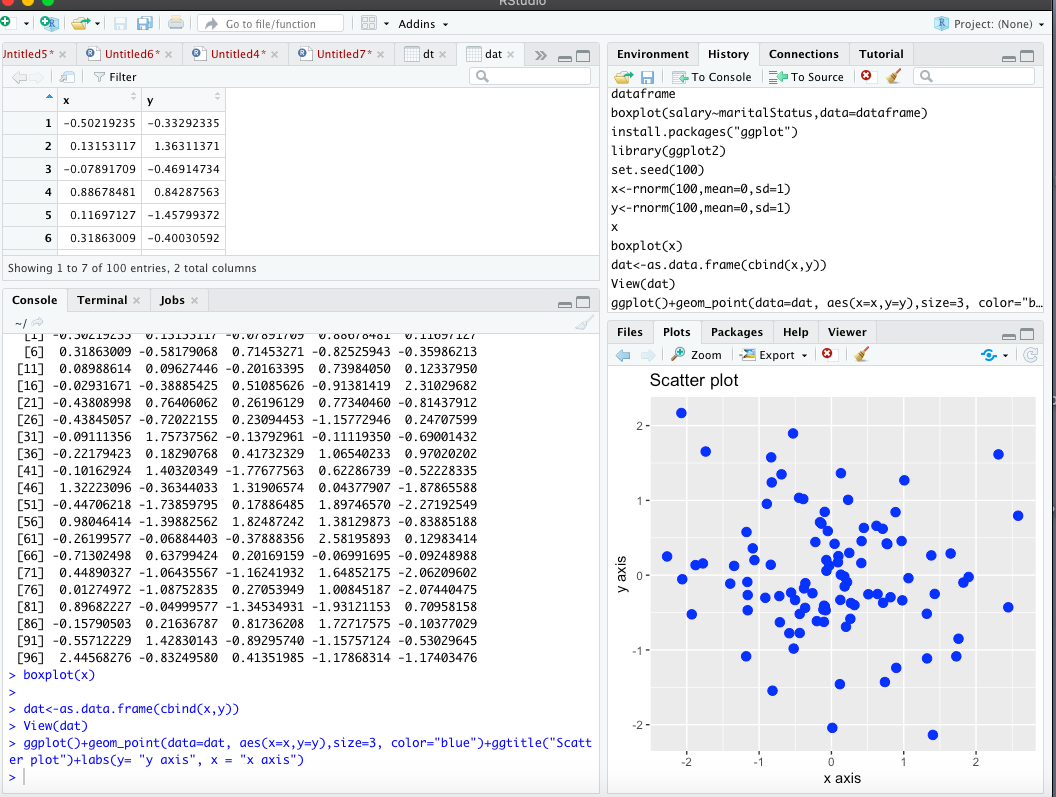 RStudio
Go to file/function
Addins
Project: (None)
Untitled5*
Untitled6*
Untitled4*
Untitled7*
dt
dat
Filter
x y
1 -0.50219235 -0.33292335
2 0.13153117 1.36311371
3 -0.07891709 -0.46914734
4 0.88678481 0.84287563
5 0.11697127 -1.45799372
6 0.31863009 -0.40030592
Showing 1 to 7 of 100 entries, 2 total columns
Console Terminal Jobs
~/
[1] -0.50219235 0.13153117 -0.07891709 0.88678481 0.11697127
[6] 0.31863009 -0.58179068 0.71453271 -0.82525943 -0.35986213
[11] 0.08988614 0.09627446 -0.20163395 0.73984050 0.12337950
[16] -0.02931671 -0.38885425 0.51085626 -0.91381419 2.31029682
[21] -0.43808998 0.76406062 0.26196129 0.77340460 -0.81437912
[26] -0.43845057 -0.72022155 0.23094453 -1.15772946 0.24707599
[31] -0.09111356 1.75737562 -0.13792961 -0.11119350 -0.69001432
[36] -0.22179423 0.18290768 0.41732329 1.06540233 0.97020202
[41] -0.10162924 1.40320349 -1.77677563 0.62286739 -0.52228335
[46] 1.32223096 -0.36344033 1.31906574 0.04377907 -1.87865588
[51] -0.44706218 -1.73859795 0.17886485 1.89746570 -2.27192549
[56] 0.98046414 -1.39882562 1.82487242 1.38129873 -0.83885188
[61] -0.26199577 -0.06884403 -0.37888356 2.58195893 0.12983414
[66] -0.71302498 0.63799424 0.20169159 -0.06991695 -0.09248988
[71] 0.44890327 -1.06435567 -1.16241932 1.64852175 -2.06209602
[76] 0.01274972 -1.08752835 0.27053949 1.00845187 -2.07440475
[81] 0.89682227 -0.04999577 -1.34534931 -1.93121153 0.70958158
[86] -0.15790503 0.21636787 0.81736208 1.72717575 -0.10377029
[91] -0.55712229 1.42830143 -0.89295740 -1.15757124 -0.53029645
[96] 2.44568276 -0.83249580 0.41351985 -1.17868314 -1.17403476
> boxplot(x)
>
> dat<-as.data.frame(cbind(x,y))
> View(dat)
> ggplot()+geom_point(data=dat, aes(x=x,y=y),size=3, color="blue")+ggtitle("Scatt
er plot")+labs(y= "y axis", x = "x axis")
>
Environment History Connections Tutorial
To Console To Source
dataframe
boxplot(salary~maritalStatus,data=dataframe)
install.packages("ggplot")
library(ggplot2)
set.seed(100)
x<-rnorm(100,mean=0,sd=1)
y<-rnorm(100,mean=0,sd=1)
x
boxplot(x)
dat<-as.data.frame(cbind(x,y))
View(dat)
ggplot()+geom_point(data=dat, aes(x=x,y=y),size=3, color="b…
Files Plots Packages Help Viewer
Zoom Export
Scatter plot
2
1
0
-1
-2
y axis
-2 -1 0 1 2
x axis